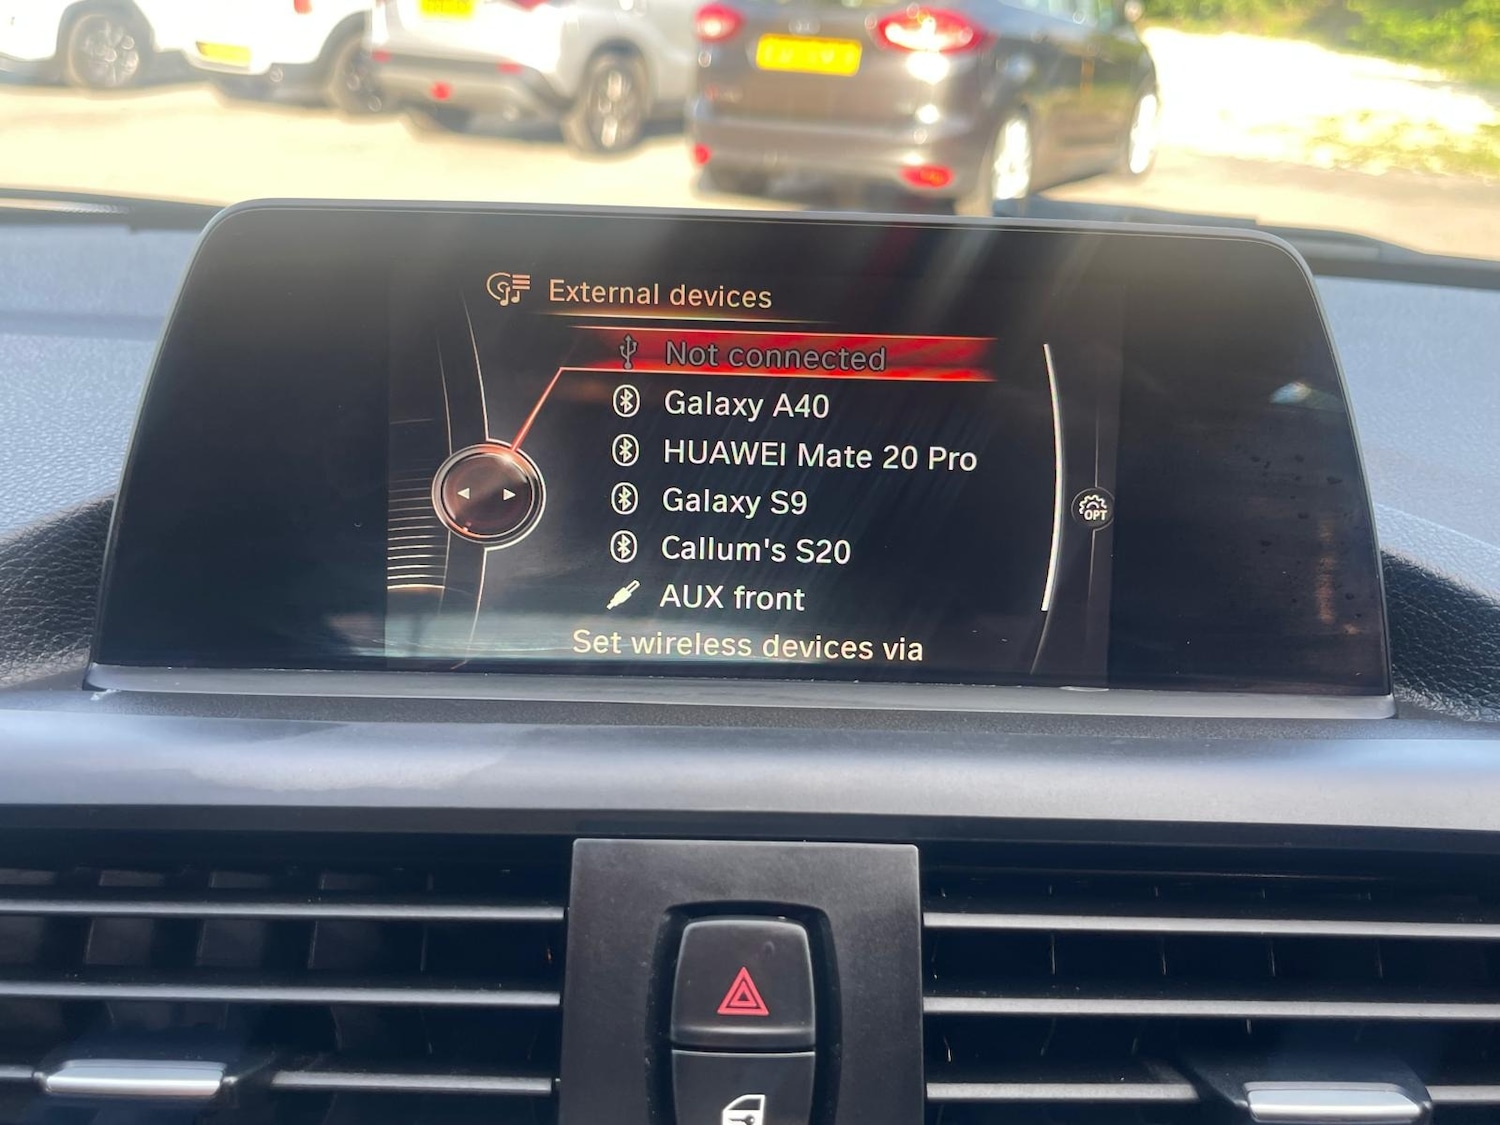 External devices
Not connected
Galaxy A40
HUAWEI Mate 20 Pro
Galaxy S9
Callum's S20
OPT
AUX front
Set wireless devices via